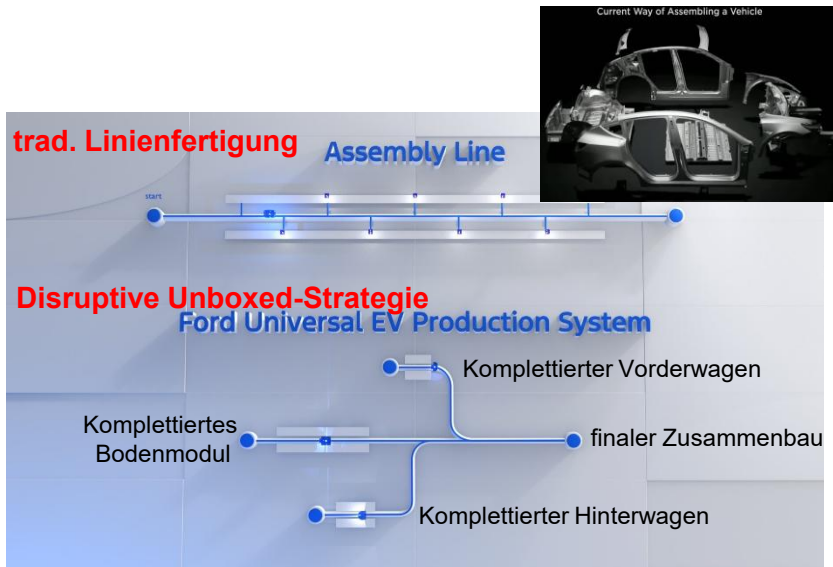 Current Way of Assembling a Vehicle
trad. Linienfertigung
Assembly Line
start
Disruptive Unboxed-Strategie
Ford Universal EV Production System
Komplettierter Vorderwagen
Komplettiertes
Bodenmodul
finaler Zusammenbau
Komplettierter Hinterwagen